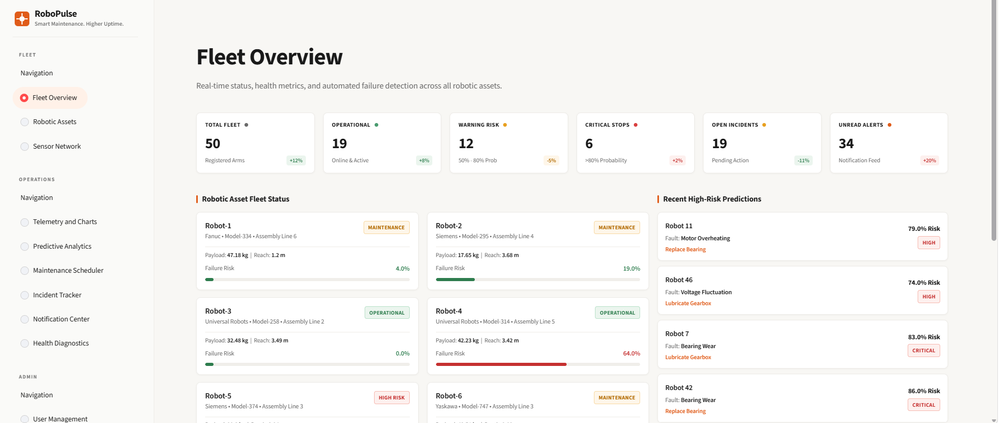 RoboPulse
Smart Maintenance. Higher Uptime.
FLEET
Navigation
Fleet Overview
Robotic Assets
Sensor Network
OPERATIONS
Navigation
Telemetry and Charts
Predictive Analytics
Maintenance Scheduler
Incident Tracker
Notification Center
Health Diagnostics
ADMIN
Navigation
User Management
Fleet Overview
Real-time status, health metrics, and automated failure detection across all robotic assets.
TOTAL FLEET
50
Registered Arms +12%
OPERATIONAL
19
Online & Active +8%
WARNING RISK
12
50% - 80% Prob -5%
CRITICAL STOPS
6
>80% Probability +2%
OPEN INCIDENTS
19
Pending Action -11%
UNREAD ALERTS
34
Notification Feed +20%
Robotic Asset Fleet Status
Robot-1 MAINTENANCE
Fanuc • Model-334 • Assembly Line 6
Payload: 47.18 kg | Reach: 1.2 m
Failure Risk 4.0%
Robot-2 MAINTENANCE
Siemens • Model-295 • Assembly Line 4
Payload: 17.65 kg | Reach: 3.68 m
Failure Risk 19.0%
Robot-3 OPERATIONAL
Universal Robots • Model-258 • Assembly Line 2
Payload: 32.48 kg | Reach: 3.49 m
Failure Risk 0.0%
Robot-4 OPERATIONAL
Universal Robots • Model-314 • Assembly Line 5
Payload: 42.23 kg | Reach: 3.42 m
Failure Risk 64.0%
Robot-5 HIGH RISK
Siemens • Model-374 • Assembly Line 3
Robot-6 MAINTENANCE
Yaskawa • Model-747 • Assembly Line 3
Recent High-Risk Predictions
Robot 11
79.0% Risk
Fault: Motor Overheating
HIGH
Replace Bearing
Robot 46
74.0% Risk
Fault: Voltage Fluctuation
HIGH
Lubricate Gearbox
Robot 7
83.0% Risk
Fault: Bearing Wear
CRITICAL
Lubricate Gearbox
Robot 42
86.0% Risk
Fault: Bearing Wear
CRITICAL
Replace Bearing